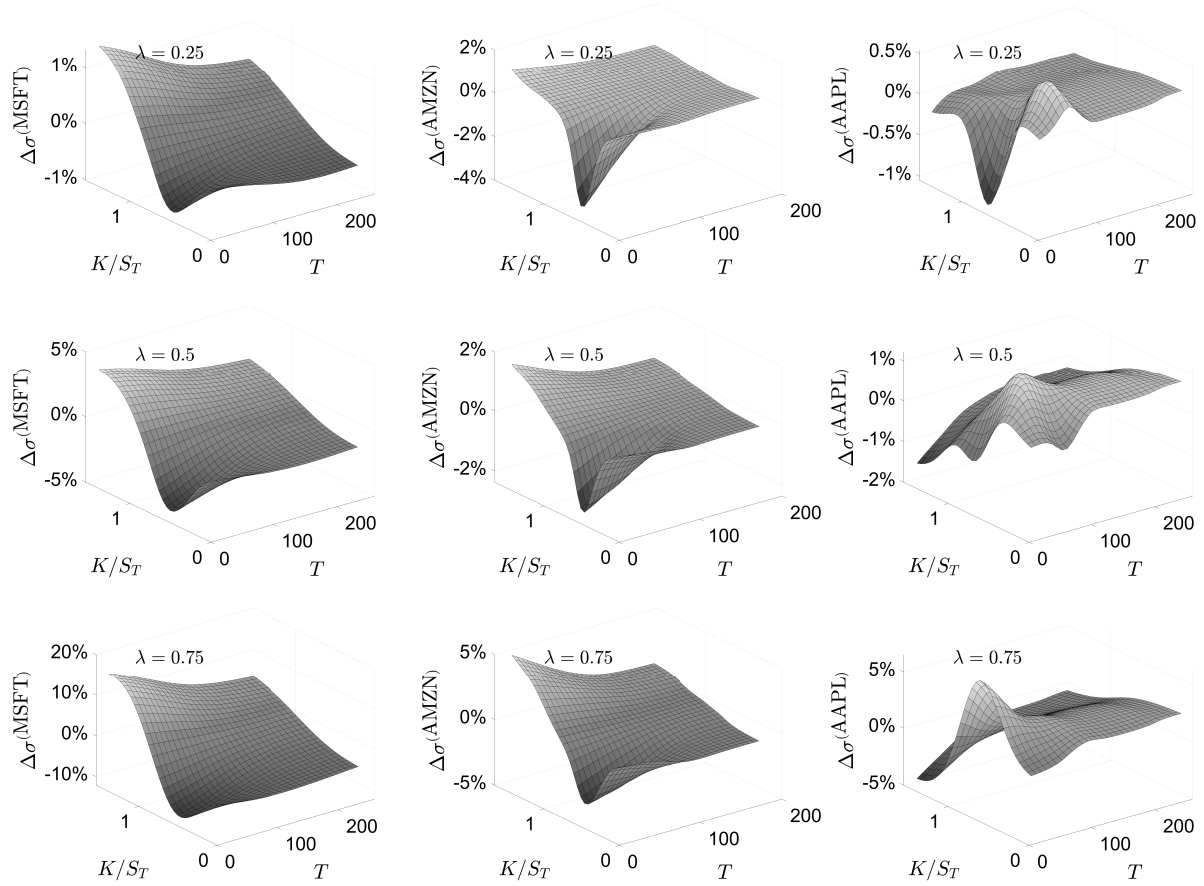 λ = 0.25
1%
0%
-1%
Δσ(MSFT)
1
0
0
100
200
K/S_T
T
λ = 0.25
2%
0%
-2%
-4%
Δσ(AMZN)
1
0
0
100
200
K/S_T
T
λ = 0.25
0.5%
0%
-0.5%
-1%
Δσ(AAPL)
1
0
0
100
200
K/S_T
T
λ = 0.5
5%
0%
-5%
Δσ(MSFT)
1
0
0
100
200
K/S_T
T
λ = 0.5
2%
0%
-2%
Δσ(AMZN)
1
0
0
100
200
K/S_T
T
λ = 0.5
1%
0%
-1%
-2%
Δσ(AAPL)
1
0
0
100
200
K/S_T
T
λ = 0.75
20%
10%
0%
-10%
Δσ(MSFT)
1
0
0
100
200
K/S_T
T
λ = 0.75
5%
0%
-5%
Δσ(AMZN)
1
0
0
100
200
K/S_T
T
λ = 0.75
5%
0%
-5%
Δσ(AAPL)
1
0
0
100
200
K/S_T
T